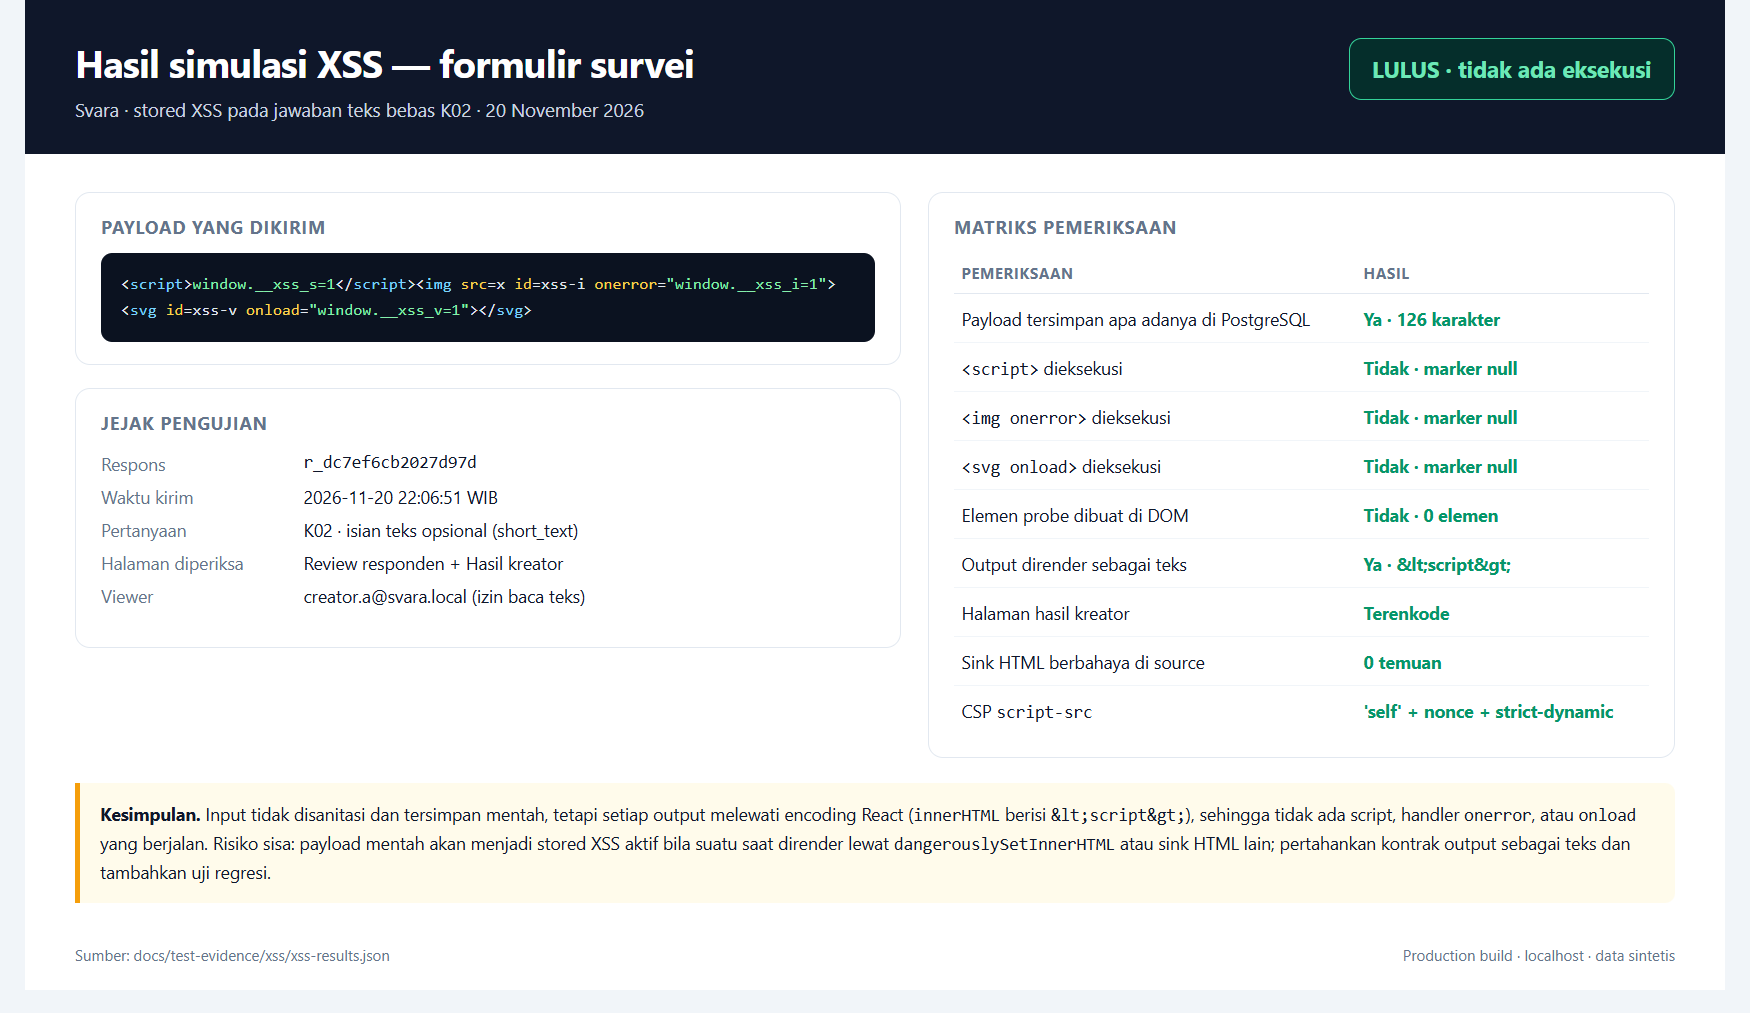 Hasil simulasi XSS — formulir survei
Svara · stored XSS pada jawaban teks bebas K02 · 20 November 2026
LULUS · tidak ada eksekusi
PAYLOAD YANG DIKIRIM
<script>window.__xss_s=1</script><img src=x id=xss-i onerror="window.__xss_i=1">
<svg id=xss-v onload="window.__xss_v=1"></svg>
JEJAK PENGUJIAN
Respons r_dc7ef6cb2027d97d
Waktu kirim 2026-11-20 22:06:51 WIB
Pertanyaan K02 · isian teks opsional (short_text)
Halaman diperiksa Review responden + Hasil kreator
Viewer creator.a@svara.local (izin baca teks)
MATRIKS PEMERIKSAAN
PEMERIKSAAN HASIL
Payload tersimpan apa adanya di PostgreSQL Ya · 126 karakter
<script> dieksekusi Tidak · marker null
<img onerror> dieksekusi Tidak · marker null
<svg onload> dieksekusi Tidak · marker null
Elemen probe dibuat di DOM Tidak · 0 elemen
Output dirender sebagai teks Ya · &lt;script&gt;
Halaman hasil kreator Terenkode
Sink HTML berbahaya di source 0 temuan
CSP script-src 'self' + nonce + strict-dynamic
Kesimpulan. Input tidak disanitasi dan tersimpan mentah, tetapi setiap output melewati encoding React (innerHTML berisi &lt;script&gt;), sehingga tidak ada script, handler onerror, atau onload
yang berjalan. Risiko sisa: payload mentah akan menjadi stored XSS aktif bila suatu saat dirender lewat dangerouslySetInnerHTML atau sink HTML lain; pertahankan kontrak output sebagai teks dan
tambahkan uji regresi.
Sumber: docs/test-evidence/xss/xss-results.json
Production build · localhost · data sintetis